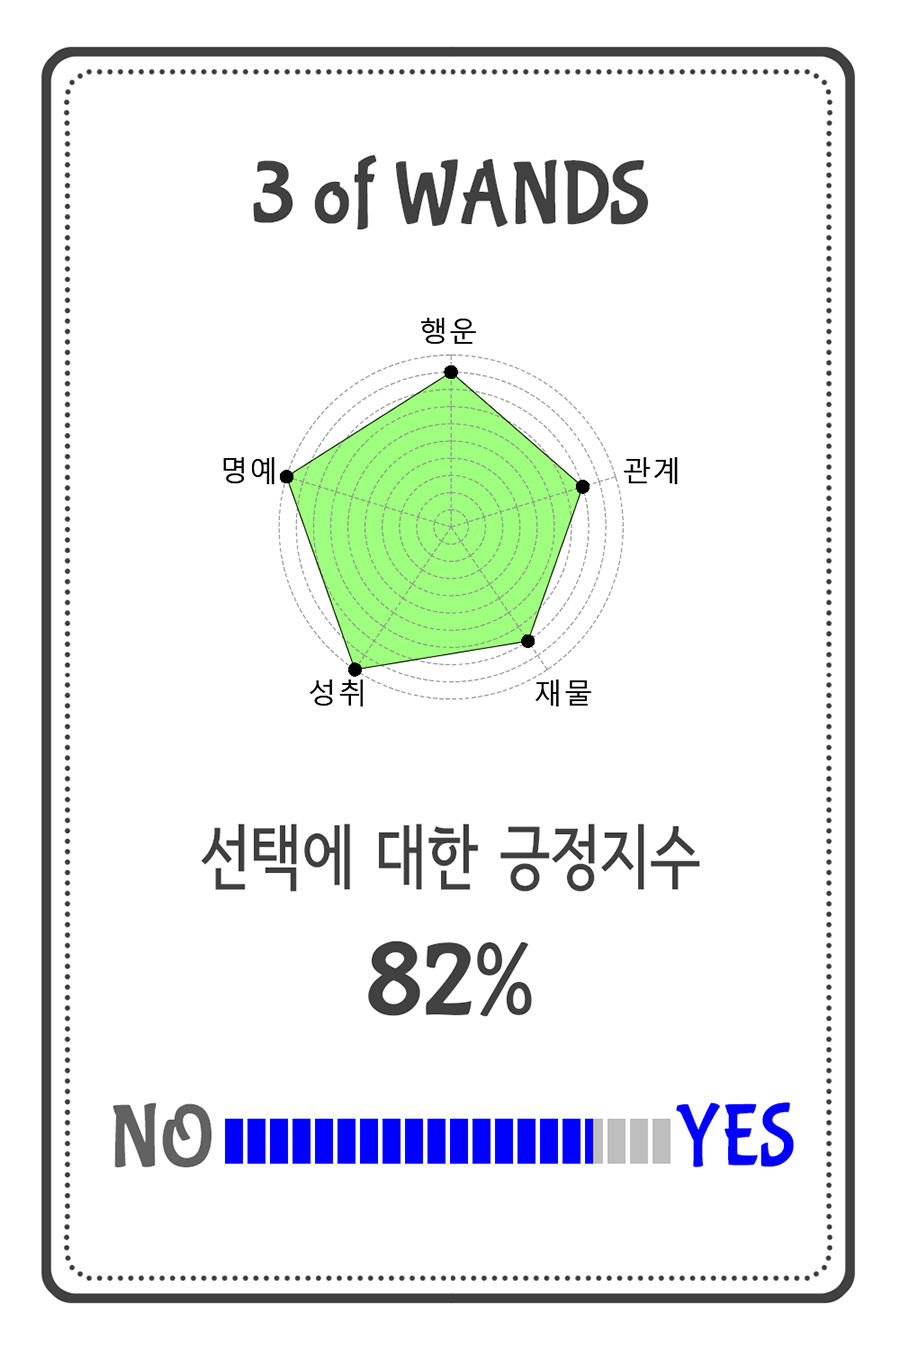 3 of WANDS
행운
명예
관계
성취
재물
선택에 대한 긍정지수
82%
NO YES